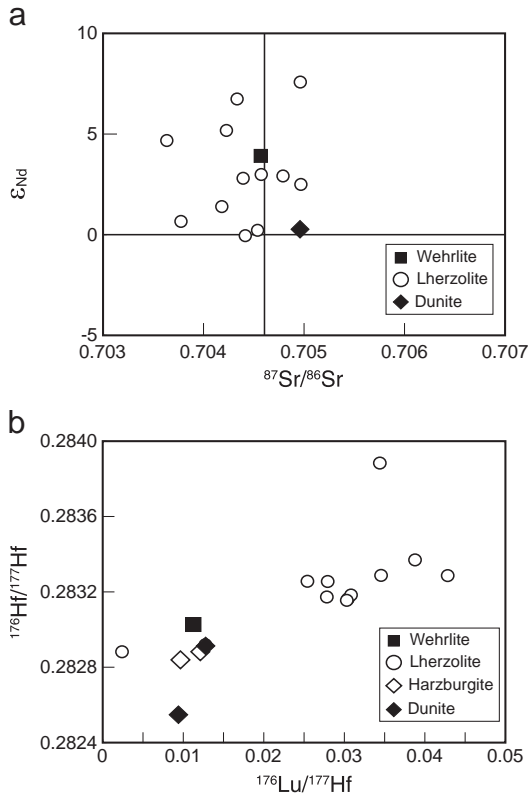 a
10
5
0
-5
εNd
0.703
0.704
0.705
0.706
0.707
⁸⁷Sr/⁸⁶Sr
Wehrlite
Lherzolite
Dunite
b
0.2840
0.2836
0.2832
0.2828
0.2824
¹⁷⁶Hf/¹⁷⁷Hf
0
0.01
0.02
0.03
0.04
0.05
¹⁷⁶Lu/¹⁷⁷Hf
Wehrlite
Lherzolite
Harzburgite
Dunite